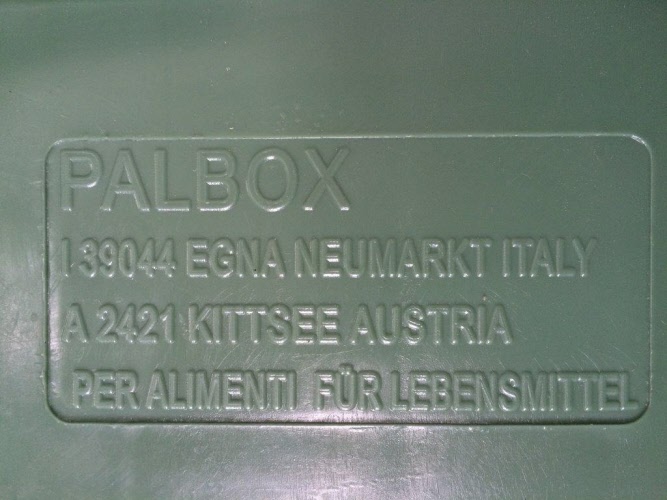 PALBOX
I 39044 EGNA NEUMARKT ITALY
A 2421 KITTSEE AUSTRIA
PER ALIMENTI FÜR LEBENSMITTEL